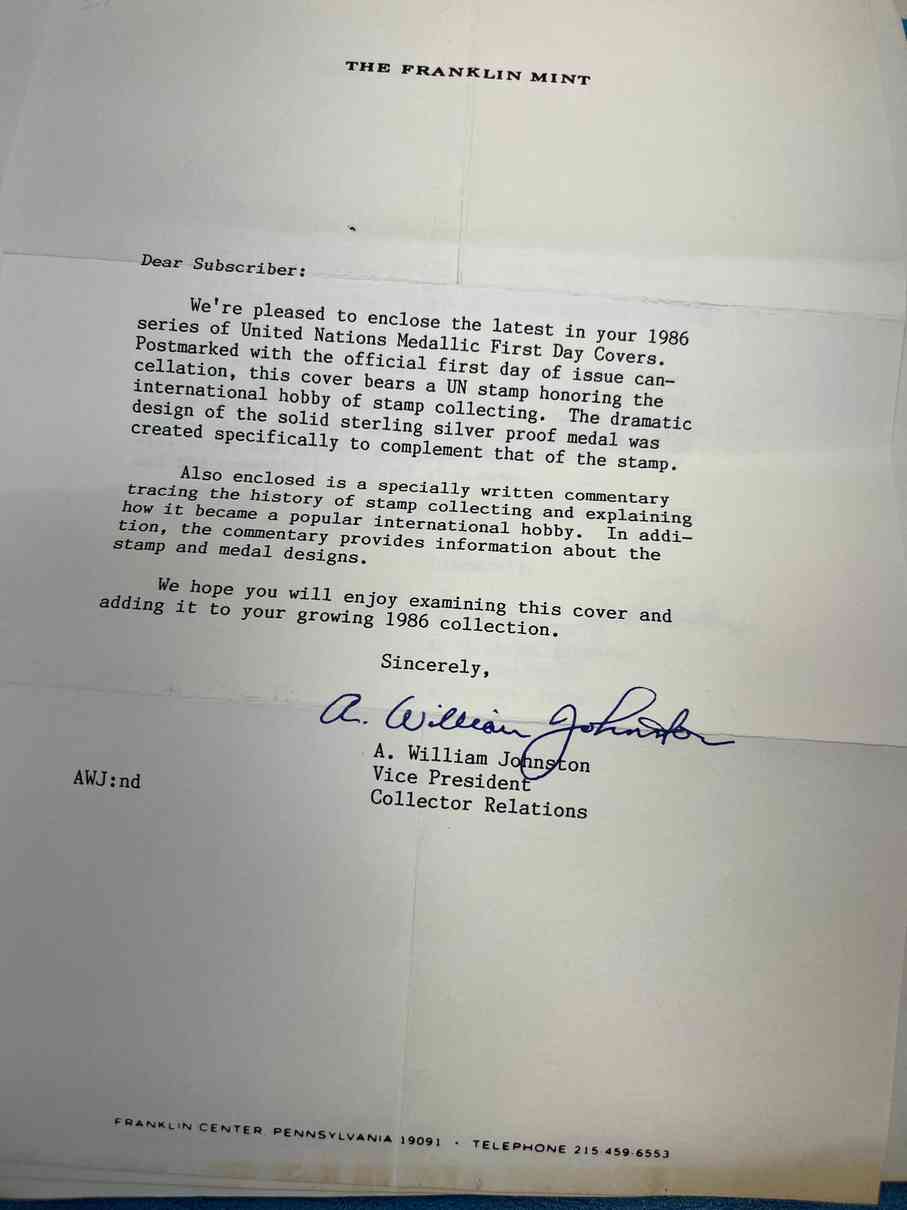 THE FRANKLIN MINT
Dear Subscriber:
We're pleased to enclose the latest in your 1986
series of United Nations Medallic First Day Covers.
Postmarked with the official first day of issue can-
cellation, this cover bears a UN stamp honoring the
international hobby of stamp collecting. The dramatic
design of the solid sterling silver proof medal was
created specifically to complement that of the stamp.
Also enclosed is a specially written commentary
tracing the history of stamp collecting and explaining
how it became a popular international hobby. In addi-
tion, the commentary provides information about the
stamp and medal designs.
We hope you will enjoy examining this cover and
adding it to your growing 1986 collection.
Sincerely,
A. William Johnston
A. William Johnston
Vice President
AWJ:nd
Collector Relations
FRANKLIN CENTER, PENNSYLVANIA 19091 · TELEPHONE 215-459-6553